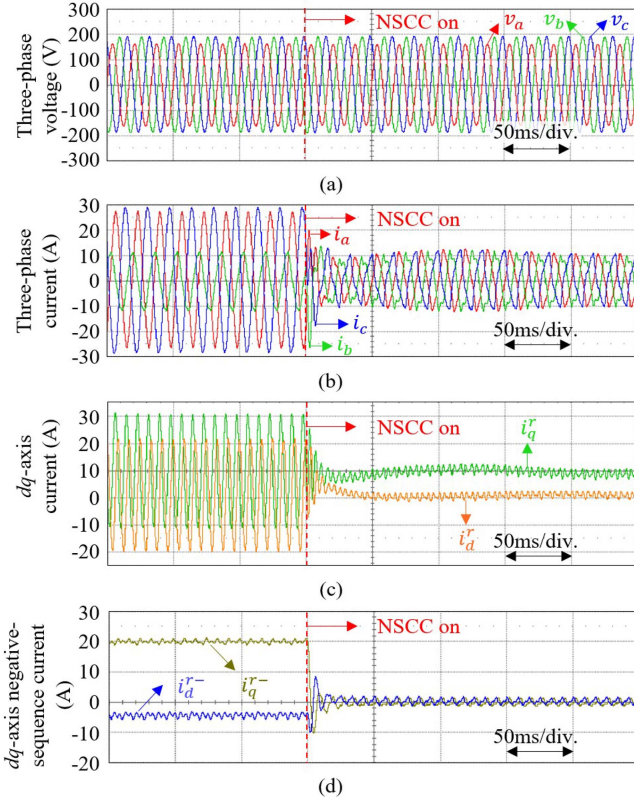 300
200
100
0
-100
-200
-300
Three-phase
voltage (V)
NSCC on
v_a
v_b
v_c
50ms/div.
(a)
30
20
10
0
-10
-20
-30
Three-phase
current (A)
NSCC on
i_a
i_c
i_b
50ms/div.
(b)
30
20
10
0
-10
-20
dq-axis
current (A)
NSCC on
i_q^r
i_d^r
50ms/div.
(c)
30
20
10
0
-10
-20
dq-axis negative-
sequence current
(A)
NSCC on
i_d^{r-}
i_q^{r-}
50ms/div.
(d)